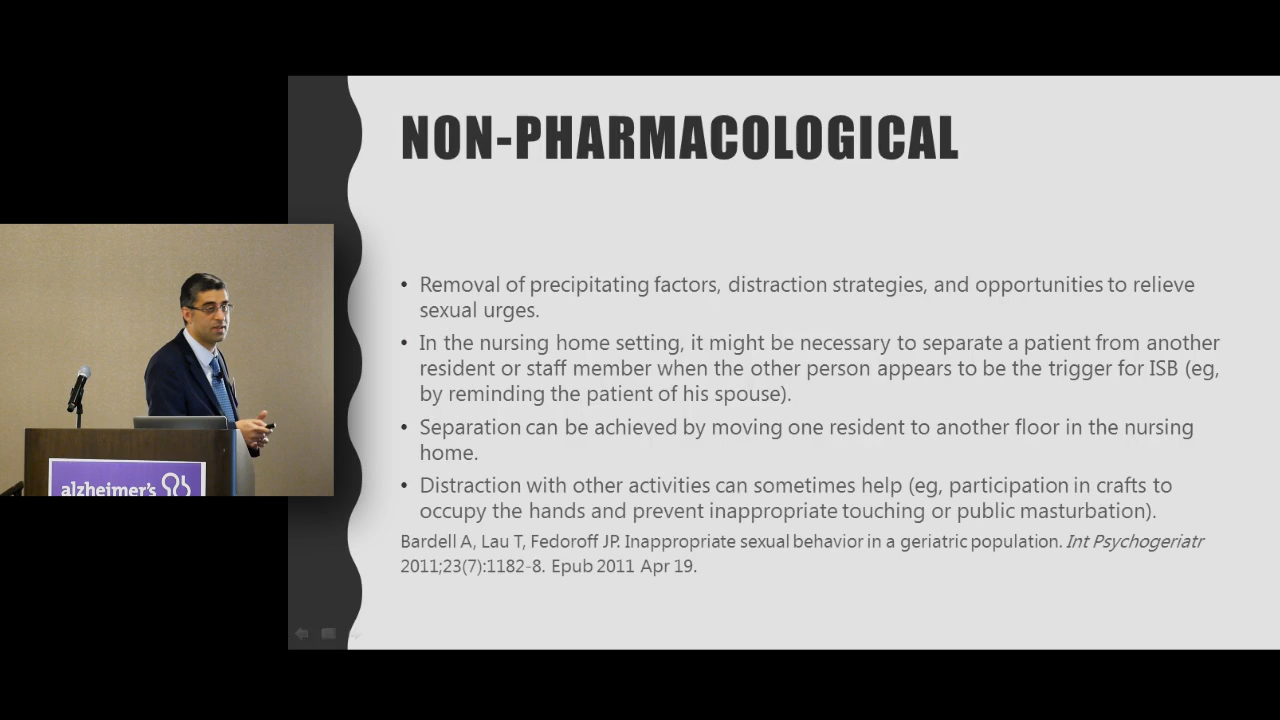 NON-PHARMACOLOGICAL
• Removal of precipitating factors, distraction strategies, and opportunities to relieve
sexual urges.
• In the nursing home setting, it might be necessary to separate a patient from another
resident or staff member when the other person appears to be the trigger for ISB (eg,
by reminding the patient of his spouse).
• Separation can be achieved by moving one resident to another floor in the nursing
home.
• Distraction with other activities can sometimes help (eg, participation in crafts to
occupy the hands and prevent inappropriate touching or public masturbation).
Bardell A, Lau T, Fedoroff JP. Inappropriate sexual behavior in a geriatric population. Int Psychogeriatr
2011;23(7):1182-8. Epub 2011 Apr 19.
alzheimer's